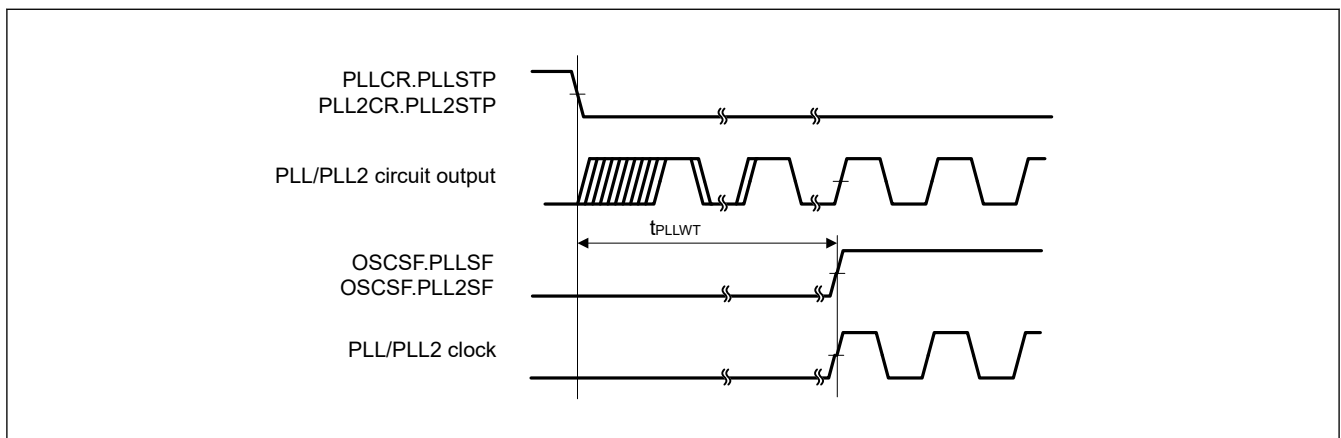 PLLCR.PLLSTP
PLL2CR.PLL2STP
PLL/PLL2 circuit output
tPLLWT
OSCSF.PLLSF
OSCSF.PLL2SF
PLL/PLL2 clock